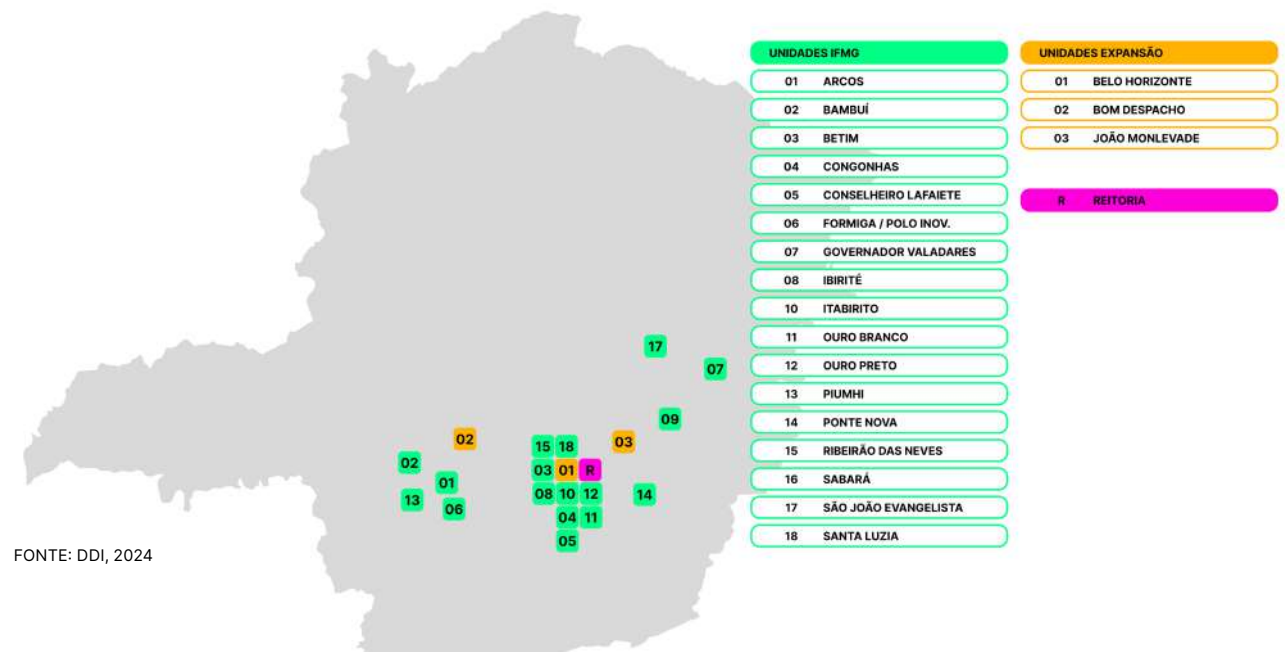 UNIDADES IFMG
01 ARCOS
02 BAMBUÍ
03 BETIM
04 CONGONHAS
05 CONSELHEIRO LAFAIETE
06 FORMIGA / POLO INOV.
07 GOVERNADOR VALADARES
08 IBIRITÉ
10 ITABIRITO
11 OURO BRANCO
12 OURO PRETO
13 PIUMHI
14 PONTE NOVA
15 RIBEIRÃO DAS NEVES
16 SABARÁ
17 SÃO JOÃO EVANGELISTA
18 SANTA LUZIA
UNIDADES EXPANSÃO
01 BELO HORIZONTE
02 BOM DESPACHO
03 JOÃO MONLEVADE
R REITORIA
17
07
09
02
15 18
03
02
03 01 R
01
13
08 10 12
14
06
04 11
05
FONTE: DDI, 2024